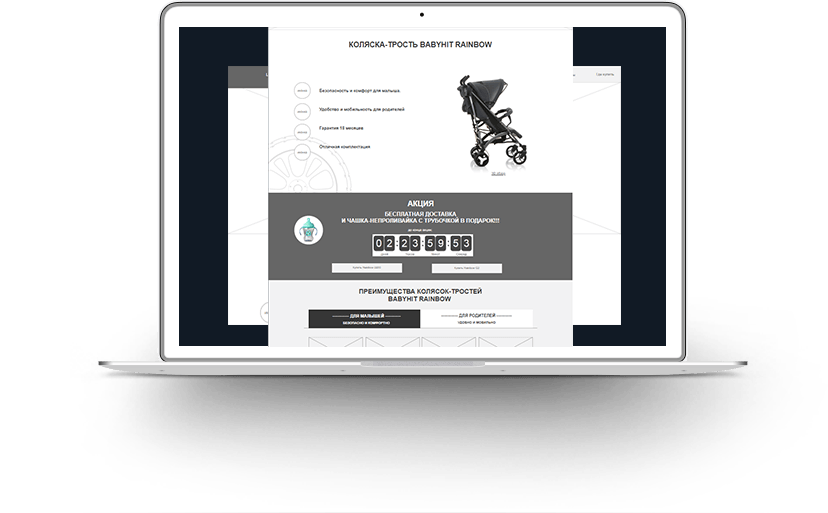 КОЛЯСКА-ТРОСТЬ BABYHIT RAINBOW
Где купить
Безопасность и комфорт для малыша.
Удобство и мобильность для родителей
Гарантия 18 месяцев
Отличная комплектация
АКЦИЯ
БЕСПЛАТНАЯ ДОСТАВКА
И ЧАШКА-НЕПРОЛИВАЙКА С ТРУБОЧКОЙ В ПОДАРОК!!!
до конца акции:
02:23:59:53
ПРЕИМУЩЕСТВА КОЛЯСОК-ТРОСТЕЙ
BABYHIT RAINBOW
ДЛЯ МАЛЫШЕЙ
БЕЗОПАСНО И КОМФОРТНО
ДЛЯ РОДИТЕЛЕЙ
УДОБНО И МОБИЛЬНО